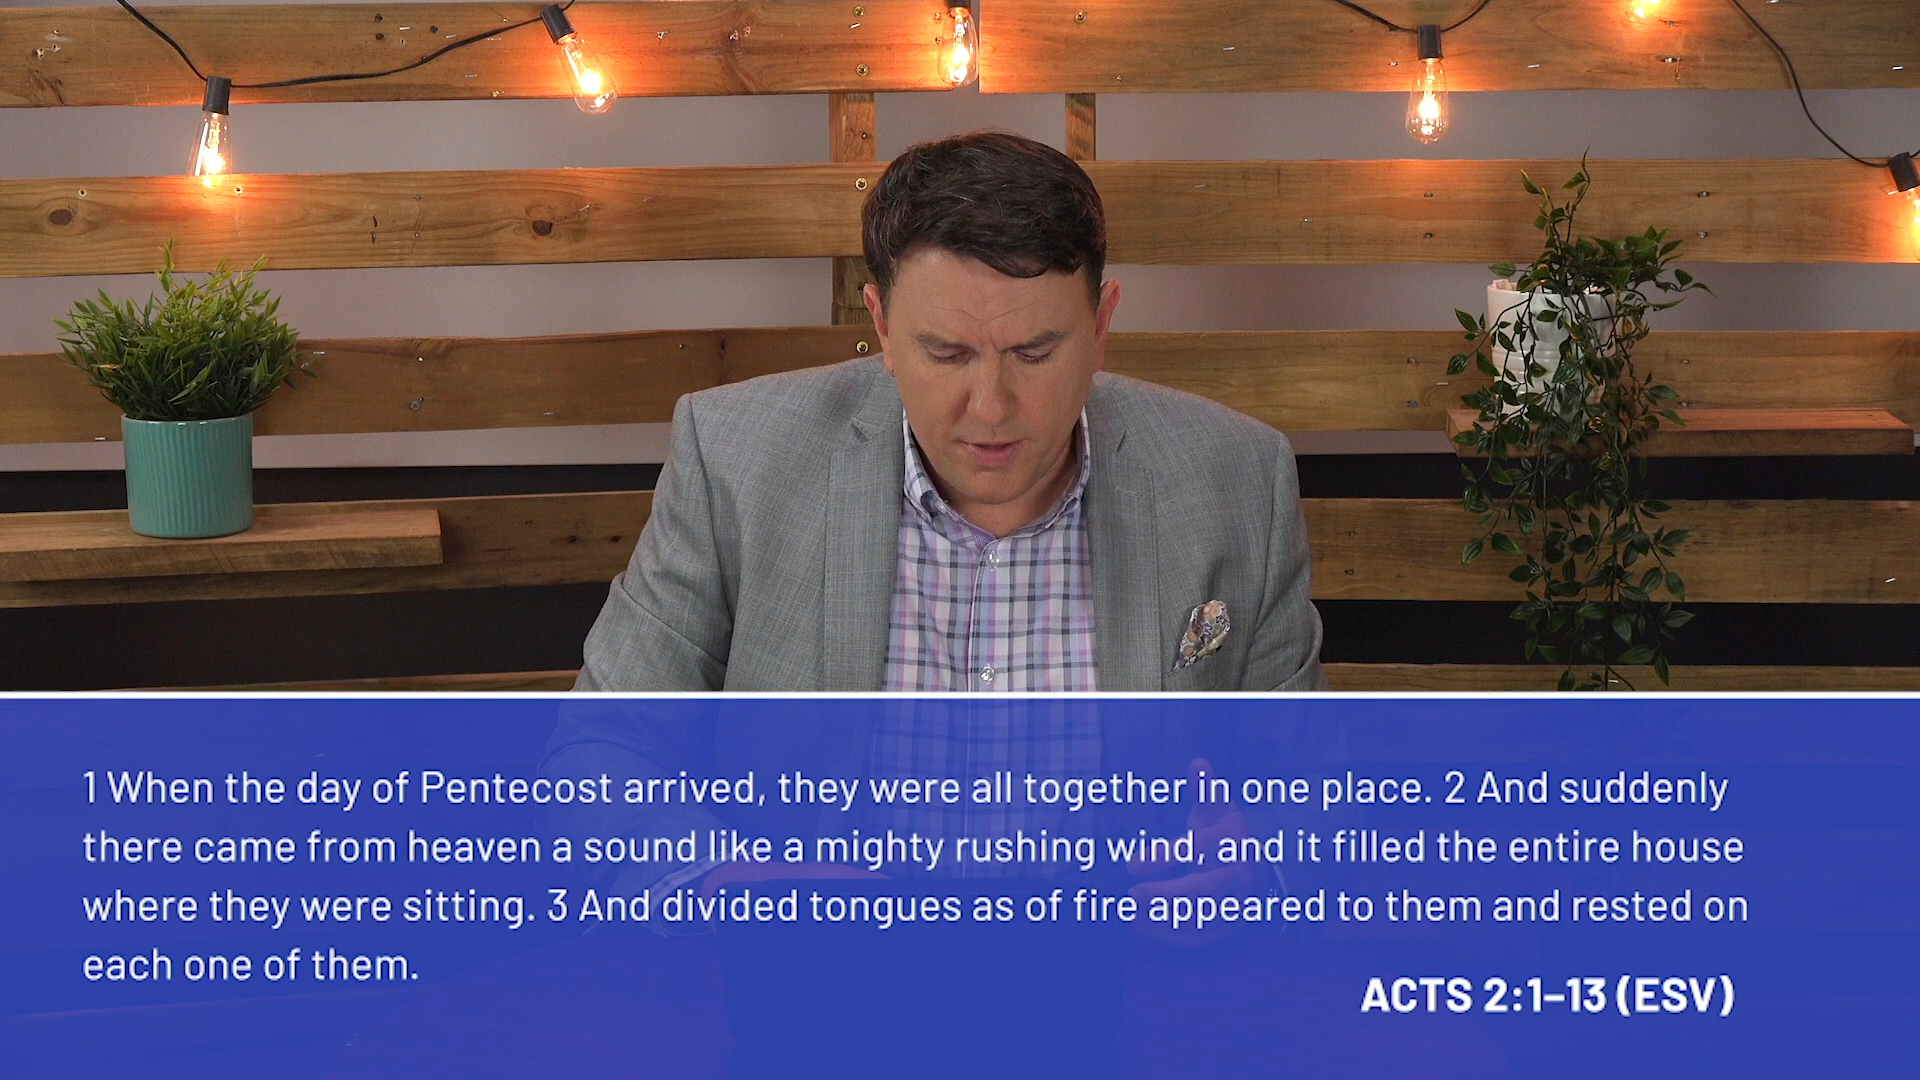 1 When the day of Pentecost arrived, they were all together in one place. 2 And suddenly
there came from heaven a sound like a mighty rushing wind, and it filled the entire house
where they were sitting. 3 And divided tongues as of fire appeared to them and rested on
each one of them.
ACTS 2:1–13 (ESV)